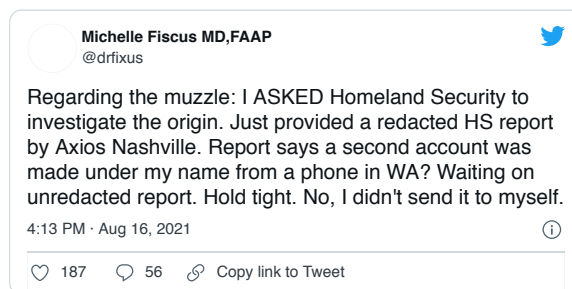 Michelle Fiscus MD,FAAP
@drfixus
Regarding the muzzle: I ASKED Homeland Security to
investigate the origin. Just provided a redacted HS report
by Axios Nashville. Report says a second account was
made under my name from a phone in WA? Waiting on
unredacted report. Hold tight. No, I didn't send it to myself.
4:13 PM · Aug 16, 2021
187 56 Copy link to Tweet